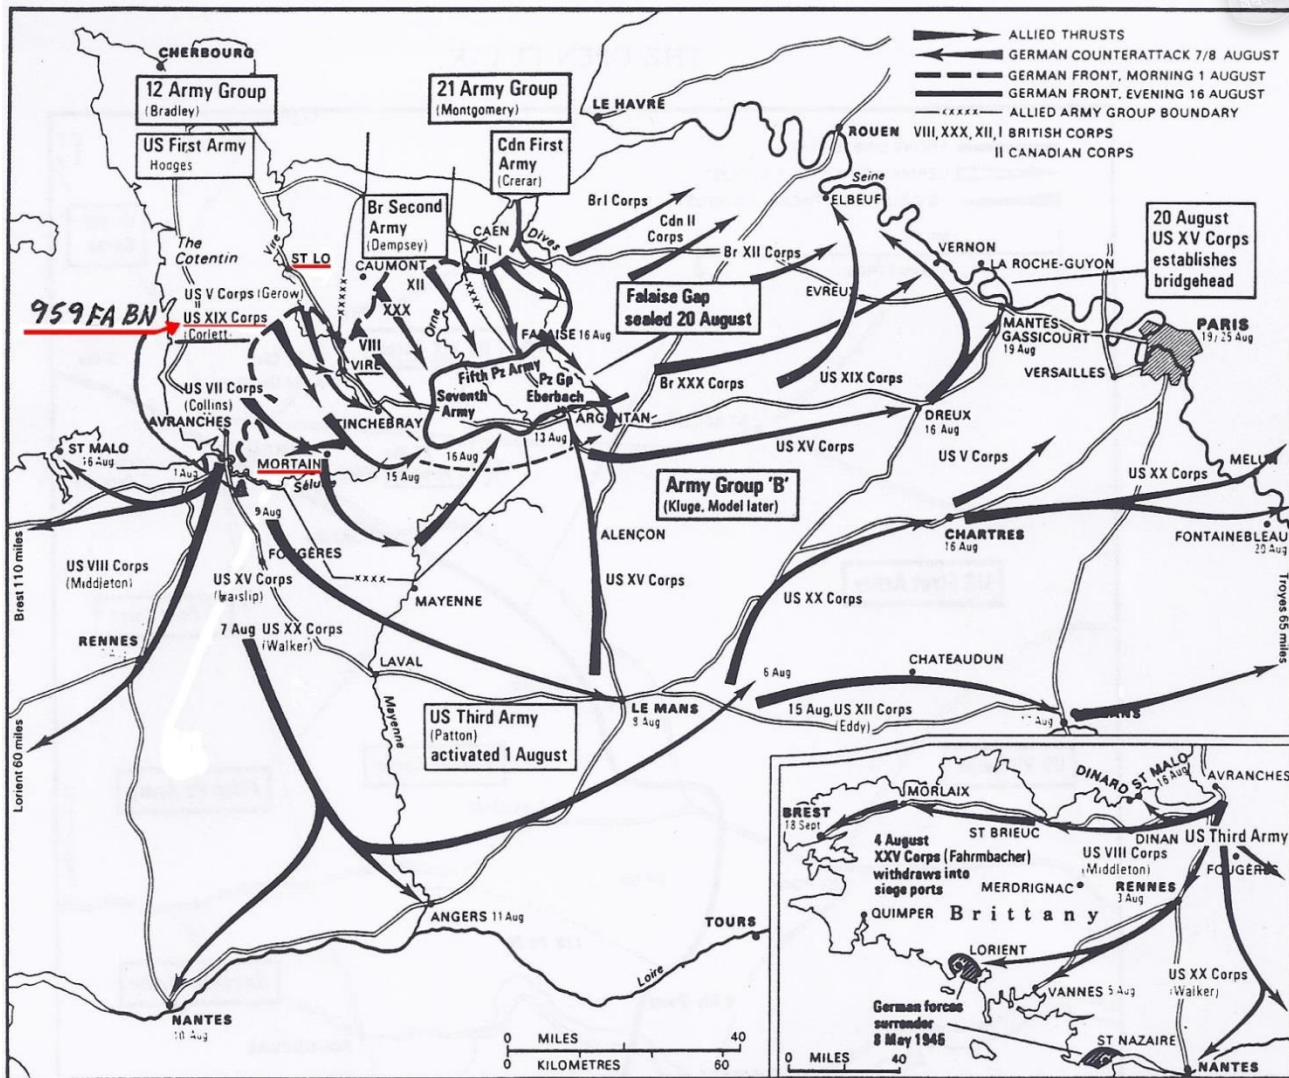 ALLIED THRUSTS
GERMAN COUNTERATTACK 7/8 AUGUST
GERMAN FRONT, MORNING 1 AUGUST
GERMAN FRONT, EVENING 16 AUGUST
ALLIED ARMY GROUP BOUNDARY
VIII, XXX, XII, I BRITISH CORPS
II CANADIAN CORPS
CHERBOURG
12 Army Group
(Bradley)
US First Army
Hodges
21 Army Group
(Montgomery)
Cdn First
Army
(Crerar)
LE HAVRE
ROUEN
Seine
ELBEUF
Br Second
Army
(Dempsey)
Br I Corps
Cdn II
Corps
Br XII Corps
20 August
US XV Corps
establishes
bridgehead
VERNON
LA ROCHE-GUYON
The
Cotentin
Vire
ST LO
CAUMONT
CAEN
II
Dives
XII
XXX
VIII
Orne
959 FA BN
US V Corps (Gerow)
US XIX Corps
(Corlett
Falaise Gap
sealed 20 August
EVREUX
MANTES
GASSICOURT
19 Aug
PARIS
19/25 Aug
VERSAILLES
FALAISE 16 Aug
VIRE
Fifth Pz Army
Pz Gp
Eberbach
Seventh
Army
Br XXX Corps
US XIX Corps
US VII Corps
(Collins)
AVRANCHES
TINCHEBRAY
ARGENTAN
13 Aug
DREUX
16 Aug
US XV Corps
US V Corps
US XX Corps
MELUN
ST MALO
16 Aug
1 Aug
MORTAIN
Sélune
15 Aug
16 Aug
Army Group 'B'
(Kluge, Model later)
9 Aug
FOUGÈRES
ALENÇON
CHARTRES
16 Aug
FONTAINEBLEAU
20 Aug
Brest 110 miles
US VIII Corps
(Middleton)
US XV Corps
xxxx
MAYENNE
US XV Corps
US XX Corps
Troyes 65 miles
RENNES
7 Aug US XX Corps
(Walker)
LAVAL
6 Aug
CHATEAUDUN
Lorient 60 miles
Mayenne
US Third Army
(Patton)
activated 1 August
LE MANS
8 Aug
15 Aug, US XII Corps
(Eddy)
ANGERS 11 Aug
TOURS
Loire
NANTES
MILES
40
0
KILOMETRES
60
DINARD
ST MALO
16 Aug
AVRANCHES
MORLAIX
BREST
18 Sept
ST BRIEUC
DINAN
US Third Army
4 August
XXV Corps (Fahrmbacher)
withdraws into
siege ports
US VIII Corps
(Middleton)
FOUGÈRES
MERDRIGNAC
RENNES
3 Aug
QUIMPER
Brittany
LORIENT
VANNES 5 Aug
US XX Corps
(Walker)
German forces
surrender
8 May 1945
ST NAZAIRE
NANTES
0
MILES
40